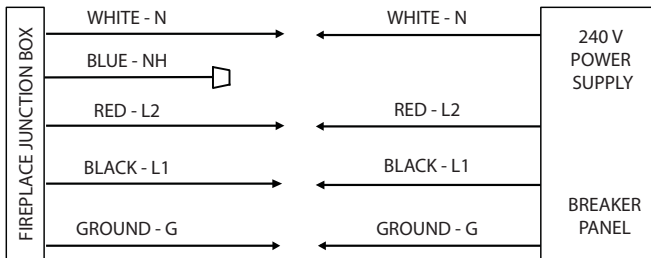 FIREPLACE JUNCTION BOX
WHITE - N
BLUE - NH
RED - L2
BLACK - L1
GROUND - G
WHITE - N
RED - L2
BLACK - L1
GROUND - G
240 V
POWER
SUPPLY
BREAKER
PANEL